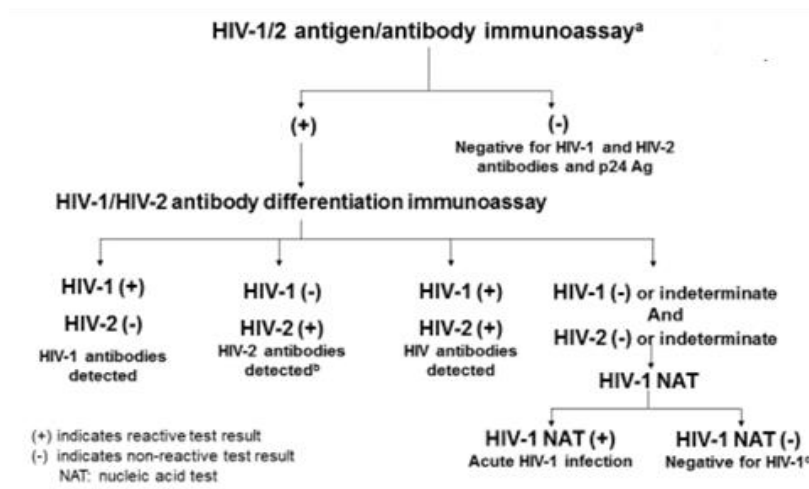 HIV-1/2 antigen/antibody immunoassayᵃ
(+)
(-)
Negative for HIV-1 and HIV-2
antibodies and p24 Ag
HIV-1/HIV-2 antibody differentiation immunoassay
HIV-1 (+)
HIV-2 (-)
HIV-1 antibodies
detected
HIV-1 (-)
HIV-2 (+)
HIV-2 antibodies
detectedᵇ
HIV-1 (+)
HIV-2 (+)
HIV antibodies
detected
HIV-1 (-) or indeterminate
And
HIV-2 (-) or indeterminate
HIV-1 NAT
HIV-1 NAT (+)
Acute HIV-1 infection
HIV-1 NAT (-)
Negative for HIV-1ᶜ
(+) indicates reactive test result
(-) indicates non-reactive test result
NAT: nucleic acid test